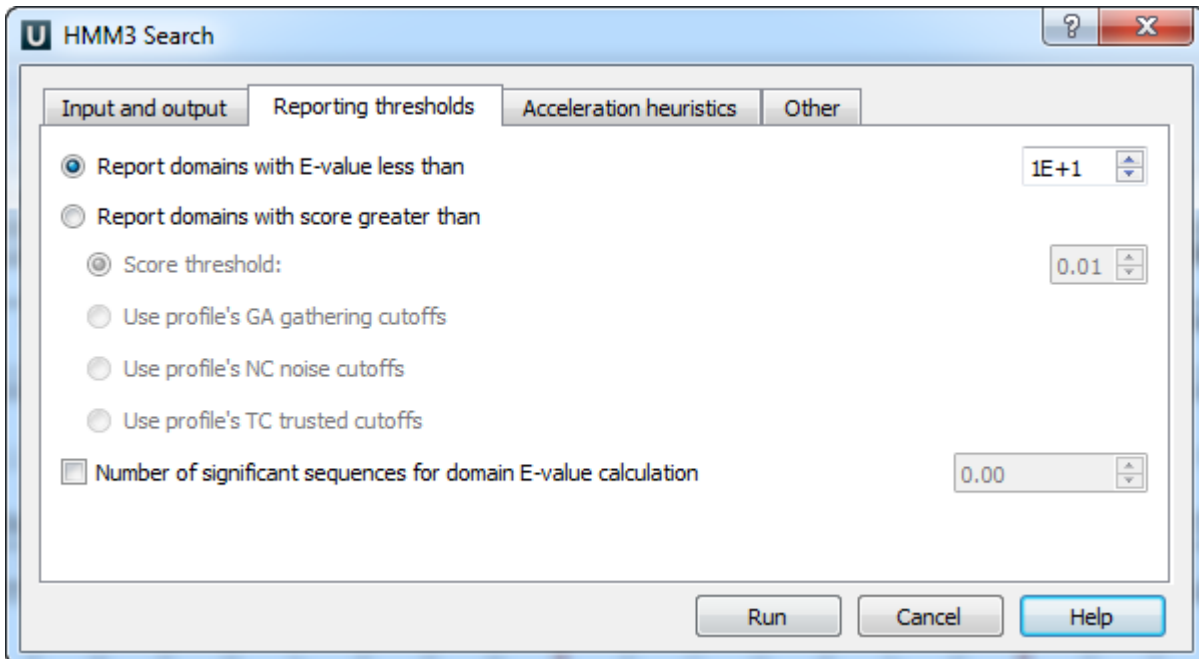 U HMM3 Search ? X
Input and output Reporting thresholds Acceleration heuristics Other
Report domains with E-value less than 1E+1
Report domains with score greater than
Score threshold: 0.01
Use profile's GA gathering cutoffs
Use profile's NC noise cutoffs
Use profile's TC trusted cutoffs
Number of significant sequences for domain E-value calculation 0.00
Run Cancel Help